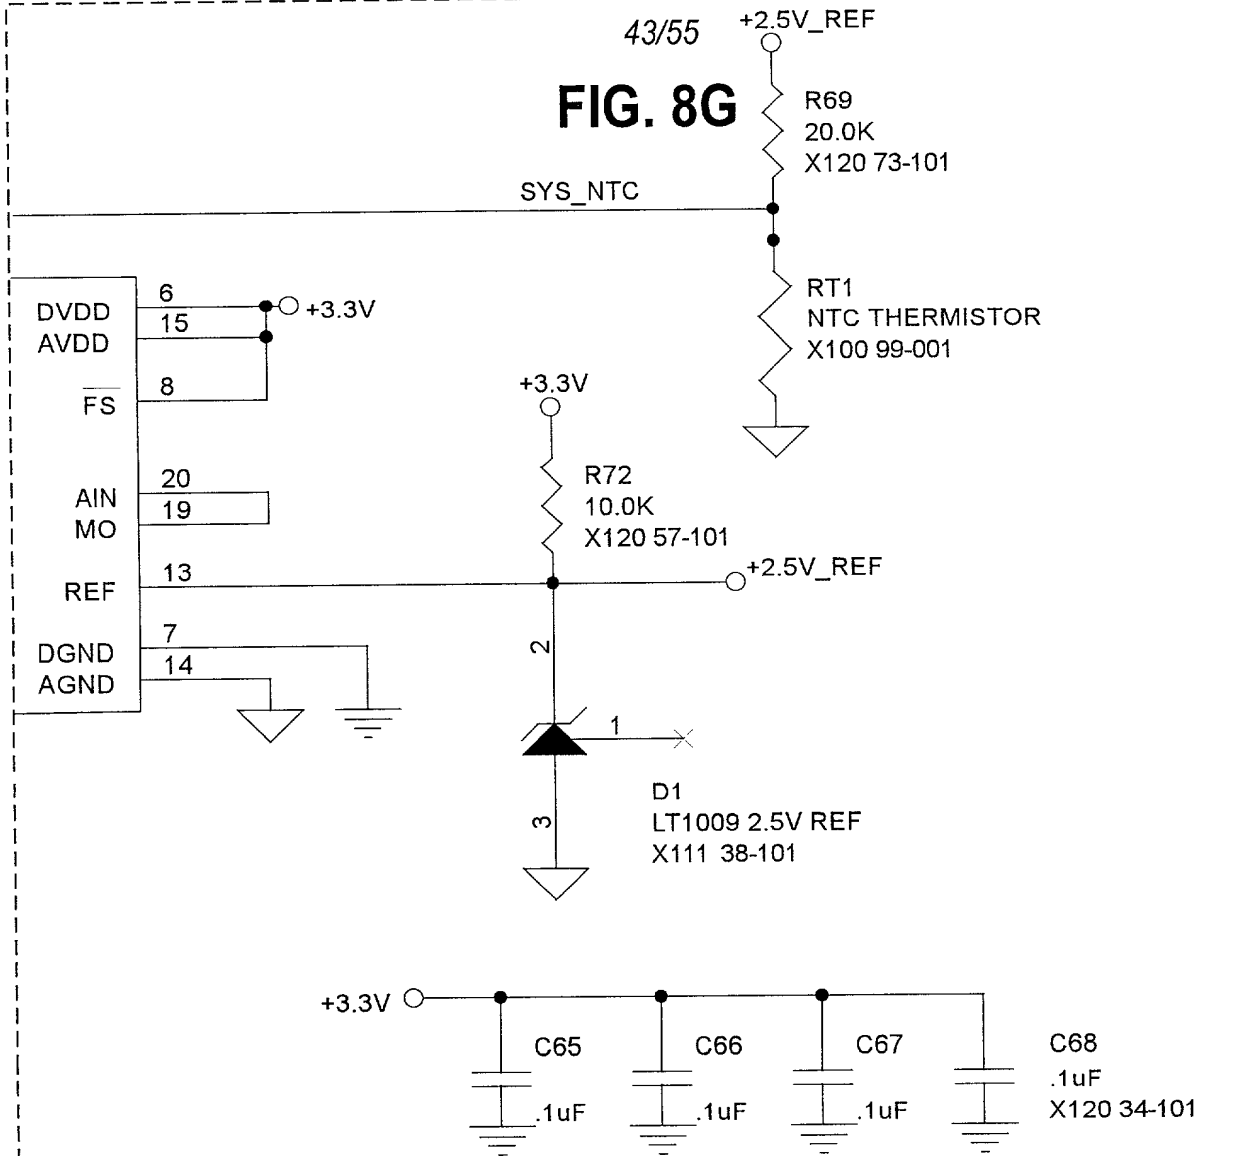 43/55
+2.5V_REF
FIG. 8G
R69
20.0K
X120 73-101
SYS_NTC
RT1
NTC THERMISTOR
X100 99-001
6
DVDD
+3.3V
15
AVDD
8
FS
+3.3V
R72
10.0K
X120 57-101
20
AIN
19
MO
13
REF
+2.5V_REF
7
DGND
14
AGND
2
1
3
D1
LT1009 2.5V REF
X111 38-101
+3.3V
C65
.1uF
C66
.1uF
C67
.1uF
C68
.1uF
X120 34-101